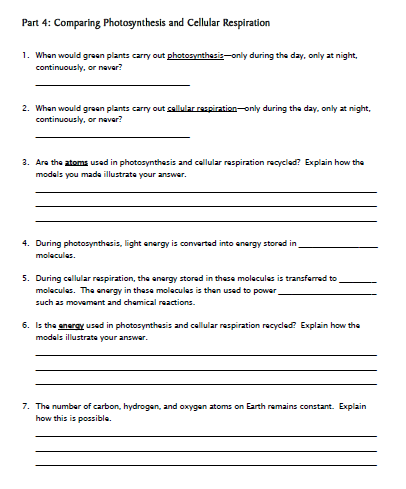 Part 4: Comparing Photosynthesis and Cellular Respiration
1. When would green plants carry out photosynthesis—only during the day, only at night,
continuously, or never?
2. When would green plants carry out cellular respiration—only during the day, only at night,
continuously, or never?
3. Are the atoms used in photosynthesis and cellular respiration recycled? Explain how the
models you made illustrate your answer.
4. During photosynthesis, light energy is converted into energy stored in ____________
molecules.
5. During cellular respiration, the energy stored in these molecules is transferred to ______
molecules. The energy in these molecules is then used to power _______________
such as movement and chemical reactions.
6. Is the energy used in photosynthesis and cellular respiration recycled? Explain how the
models illustrate your answer.
7. The number of carbon, hydrogen, and oxygen atoms on Earth remains constant. Explain
how this is possible.